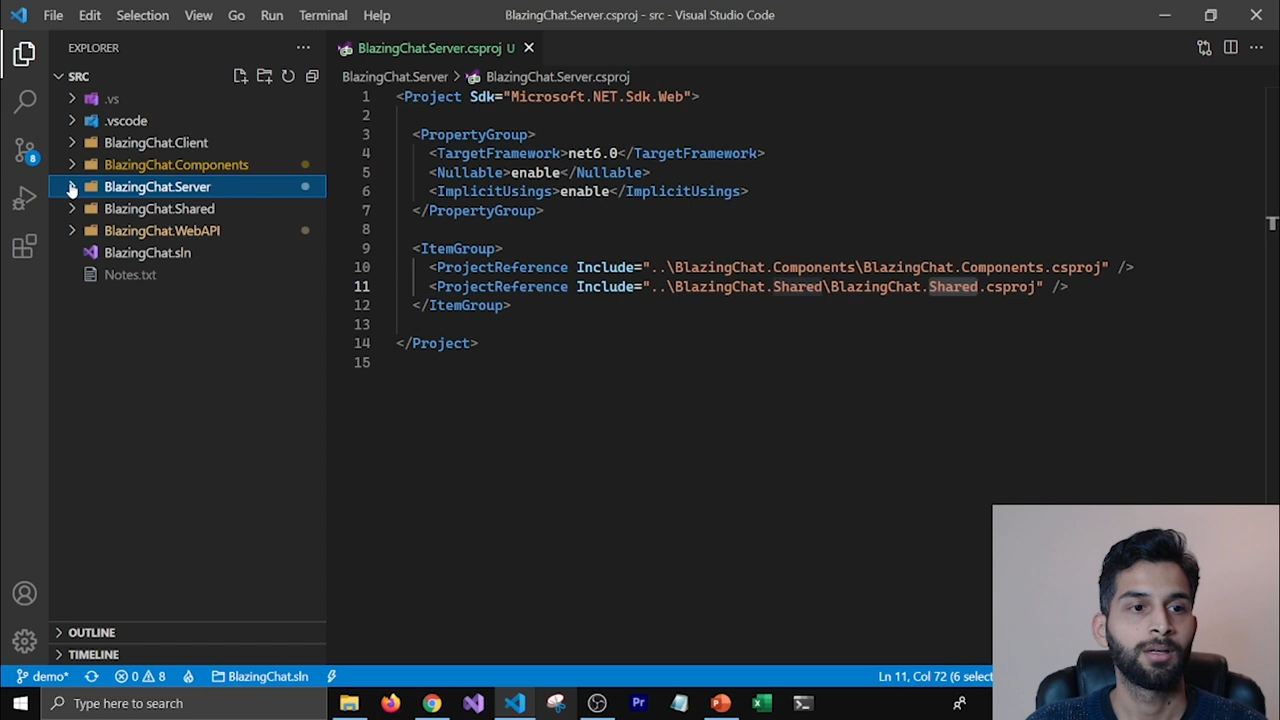 File Edit Selection View Go Run Terminal Help
BlazingChat.Server.csproj - src - Visual Studio Code
EXPLORER
SRC
.vs
.vscode
BlazingChat.Client
BlazingChat.Components
BlazingChat.Server
BlazingChat.Shared
BlazingChat.WebAPI
BlazingChat.sln
Notes.txt
OUTLINE
TIMELINE
8
BlazingChat.Server.csproj U
BlazingChat.Server > BlazingChat.Server.csproj
1 <Project Sdk="Microsoft.NET.Sdk.Web">
2
3 <PropertyGroup>
4 <TargetFramework>net6.0</TargetFramework>
5 <Nullable>enable</Nullable>
6 <ImplicitUsings>enable</ImplicitUsings>
7 </PropertyGroup>
8
9 <ItemGroup>
10 <ProjectReference Include="..\BlazingChat.Components\BlazingChat.Components.csproj" />
11 <ProjectReference Include="..\BlazingChat.Shared\BlazingChat.Shared.csproj" />
12 </ItemGroup>
13
14 </Project>
15
demo* 0 8 BlazingChat.sln
Ln 11, Col 72 (6 select
Type here to search